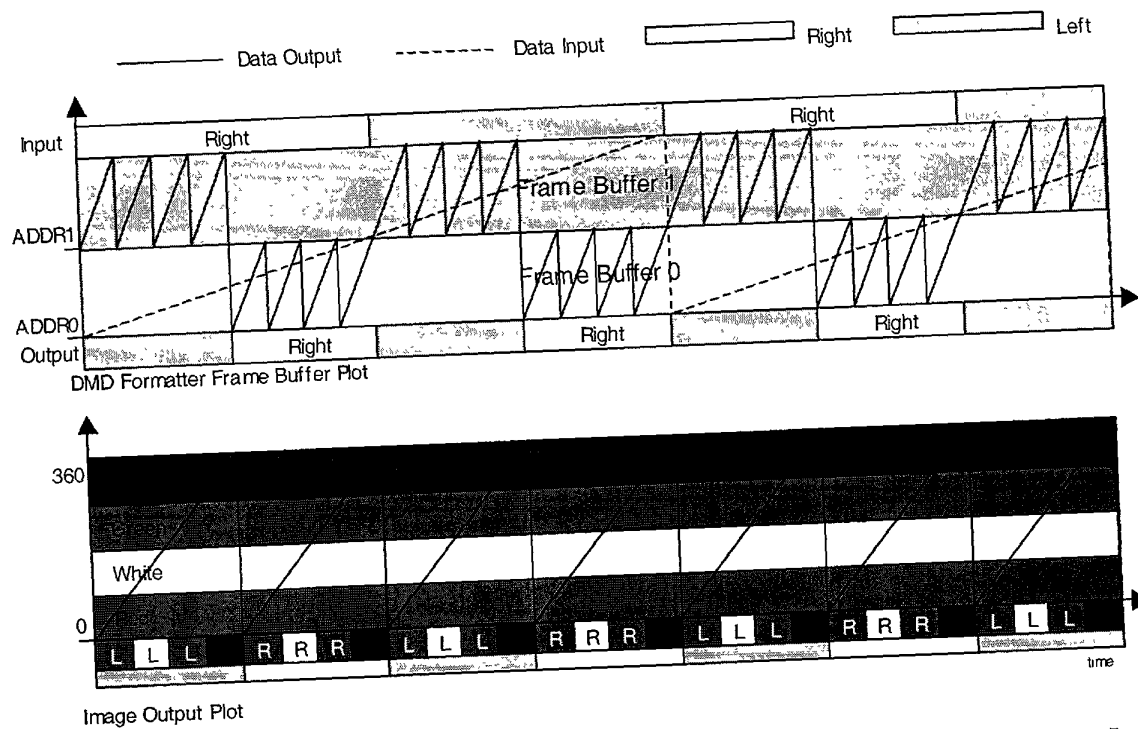 Data Output
Data Input
Right
Left
Input
Right
Right
Frame Buffer 1
ADDR1
Frame Buffer 0
ADDR0
Output
Right
Right
Right
DMD Formatter Frame Buffer Plot
360
White
0
L L L R R R L L L R R R L L L R R R L L L
time
Image Output Plot